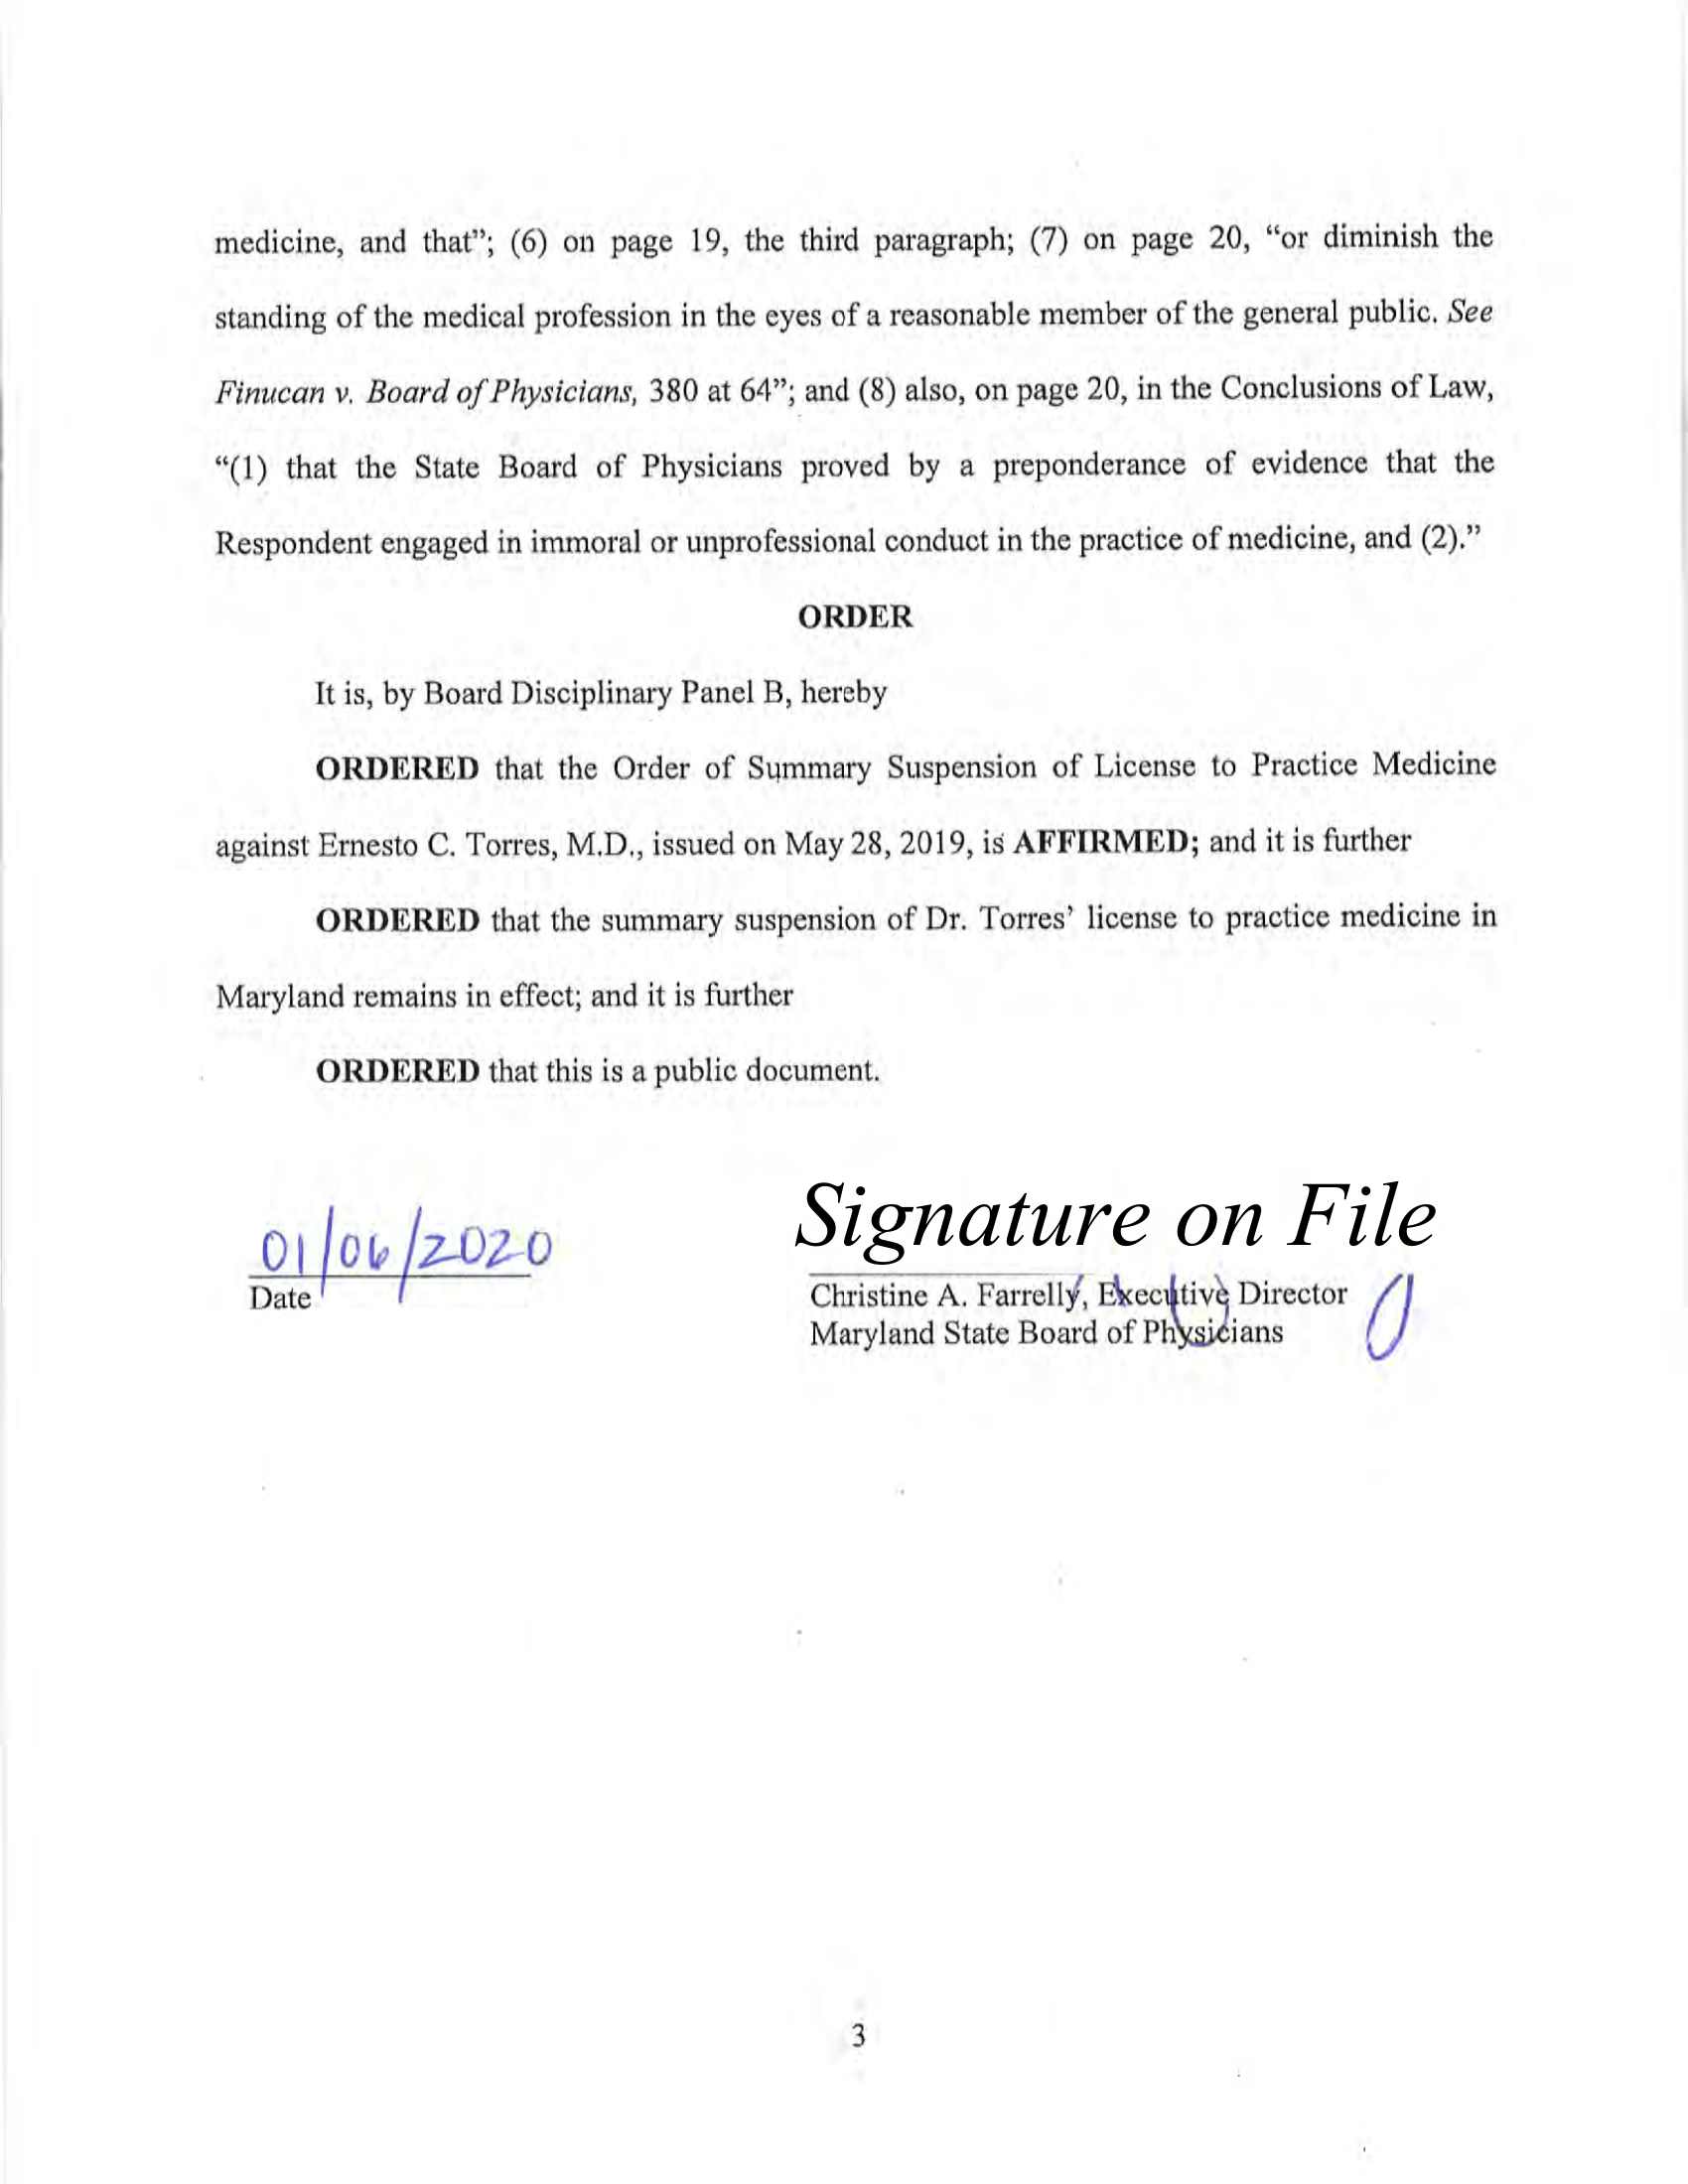 medicine, and that”; (6) on page 19, the third paragraph; (7) on page 20, “or diminish the
standing of the medical profession in the eyes of a reasonable member of the general public. See
Finucan v. Board of Physicians, 380 at 64”; and (8) also, on page 20, in the Conclusions of Law,
“(1) that the State Board of Physicians proved by a preponderance of evidence that the
Respondent engaged in immoral or unprofessional conduct in the practice of medicine, and (2).”
ORDER
It is, by Board Disciplinary Panel B, hereby
ORDERED that the Order of Summary Suspension of License to Practice Medicine
against Ernesto C. Torres, M.D., issued on May 28, 2019, is AFFIRMED; and it is further
ORDERED that the summary suspension of Dr. Torres’ license to practice medicine in
Maryland remains in effect; and it is further
ORDERED that this is a public document.
01/06/2020
Date
Signature on File
Christine A. Farrelly, Executive Director
Maryland State Board of Physicians
3